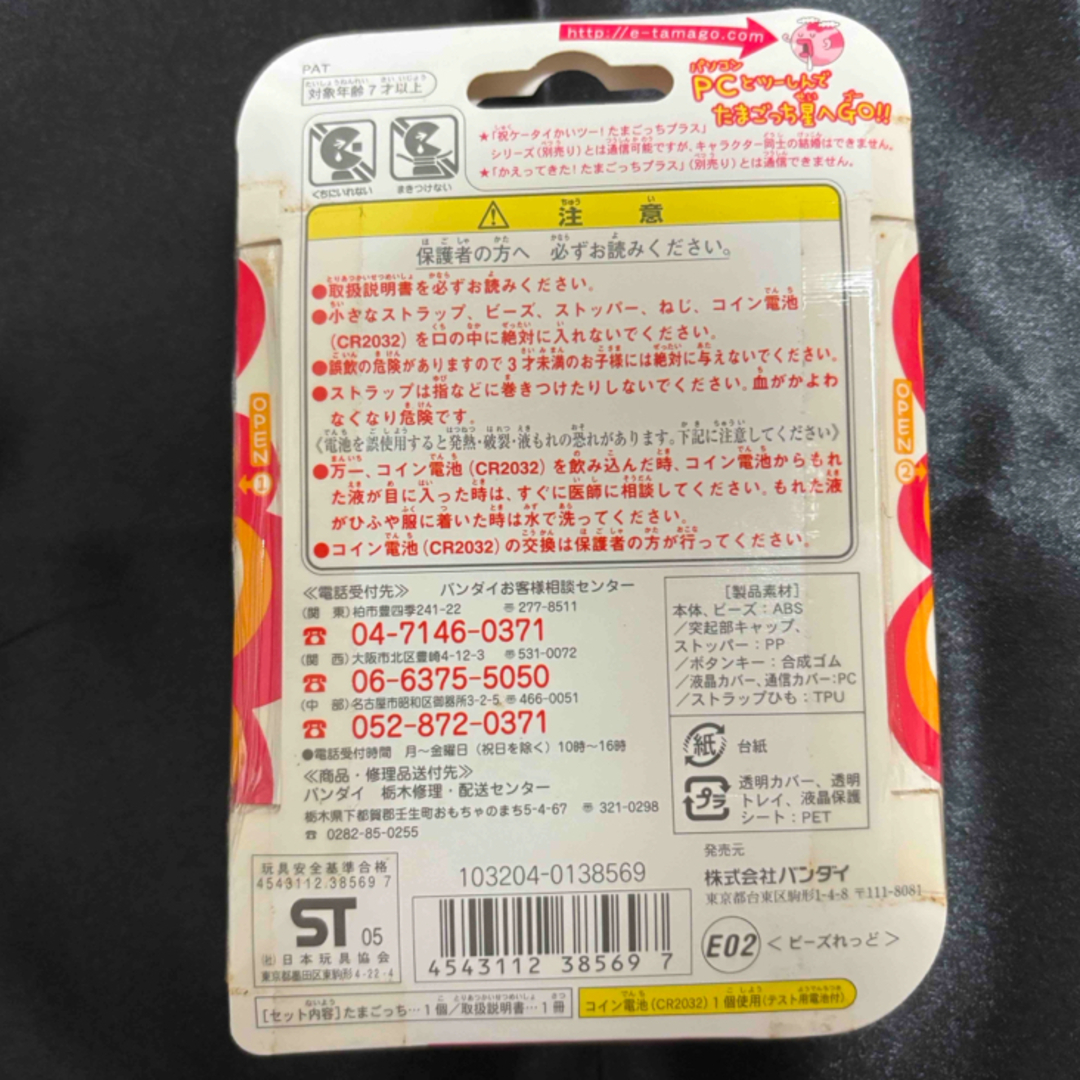 PAT
対象年齢7才以上
くちにいれない
まきつけない
http://e-tamago.com
PCとツーしんで
たまごっち星へGO!!
★「祝ケータイかいツー!たまごっちプラス」
シリーズ(別売り)とは通信可能ですが、キャラクター同士の結婚はできません。
★「かえってきた!たまごっちプラス」(別売り)とは通信できません。
注意
保護者の方へ 必ずお読みください。
●取扱説明書を必ずお読みください。
●小さなストラップ、ビーズ、ストッパー、ねじ、コイン電池
(CR2032)を口の中に絶対に入れないでください。
●誤飲の危険がありますので3才未満のお子様には絶対に与えないでください。
●ストラップは指などに巻きつけたりしないでください。血がかよわ
なくなり危険です。
《電池を誤使用すると発熱・破裂・液もれの恐れがあります。下記に注意してください》
●万一、コイン電池(CR2032)を飲み込んだ時、コイン電池からもれ
た液が目に入った時は、すぐに医師に相談してください。もれた液
がひふや服に着いた時は水で洗ってください。
●コイン電池(CR2032)の交換は保護者の方が行ってください。
OPEN
1
OPEN
2
≪電話受付先≫ バンダイお客様相談センター
(関 東)柏市豊四季241-22 〒277-8511
☎ 04-7146-0371
(関 西)大阪市北区豊崎4-12-3 〒531-0072
☎ 06-6375-5050
(中 部)名古屋市昭和区御器所3-2-5 〒466-0051
☎ 052-872-0371
●電話受付時間 月～金曜日(祝日を除く)10時～16時
≪商品・修理品送付先≫
バンダイ 栃木修理・配送センター
栃木県下都賀郡壬生町おもちゃのまち5-4-67 〒321-0298
☎ 0282-85-0255
[製品素材]
本体、ビーズ:ABS
/突起部キャップ、
ストッパー:PP
/ボタンキー:合成ゴム
/液晶カバー、通信カバー:PC
/ストラップひも:TPU
紙 台紙
プラ 透明カバー、透明
トレイ、液晶保護
シート:PET
発売元
株式会社バンダイ
東京都台東区駒形1-4-8 〒111-8081
E02 <ビーズれっど>
玩具安全基準合格
4543112.38569 7
ST 05
(社)日本玩具協会
東京都墨田区東駒形4-22-4
103204-0138569
4543112 38569 7
[セット内容]たまごっち…1個/取扱説明書…1冊
コイン電池(CR2032)1個使用(テスト用電池付)